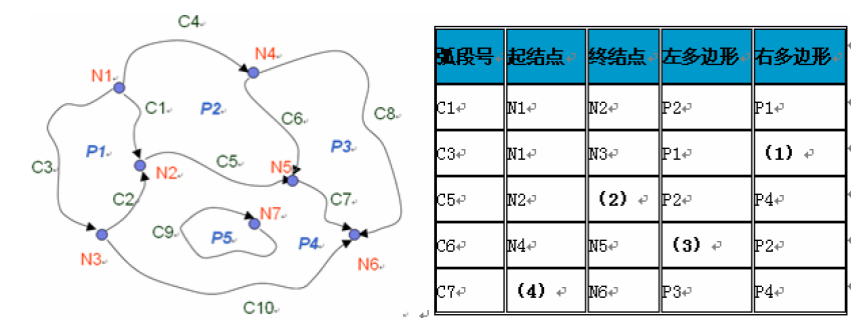 C4
N4
N1
C1
P2
C6
C8
P1
P3
C3
C5
N5
N2
C2
C7
C9
N7
P5
P4
N3
N6
C10
弧段号 起结点 终结点 左多边形 右多边形
C1 N1 N2 P2 P1
C3 N1 N3 P1 (1)
C5 N2 (2) P2 P4
C6 N4 N5 (3) P2
C7 (4) N6 P3 P4